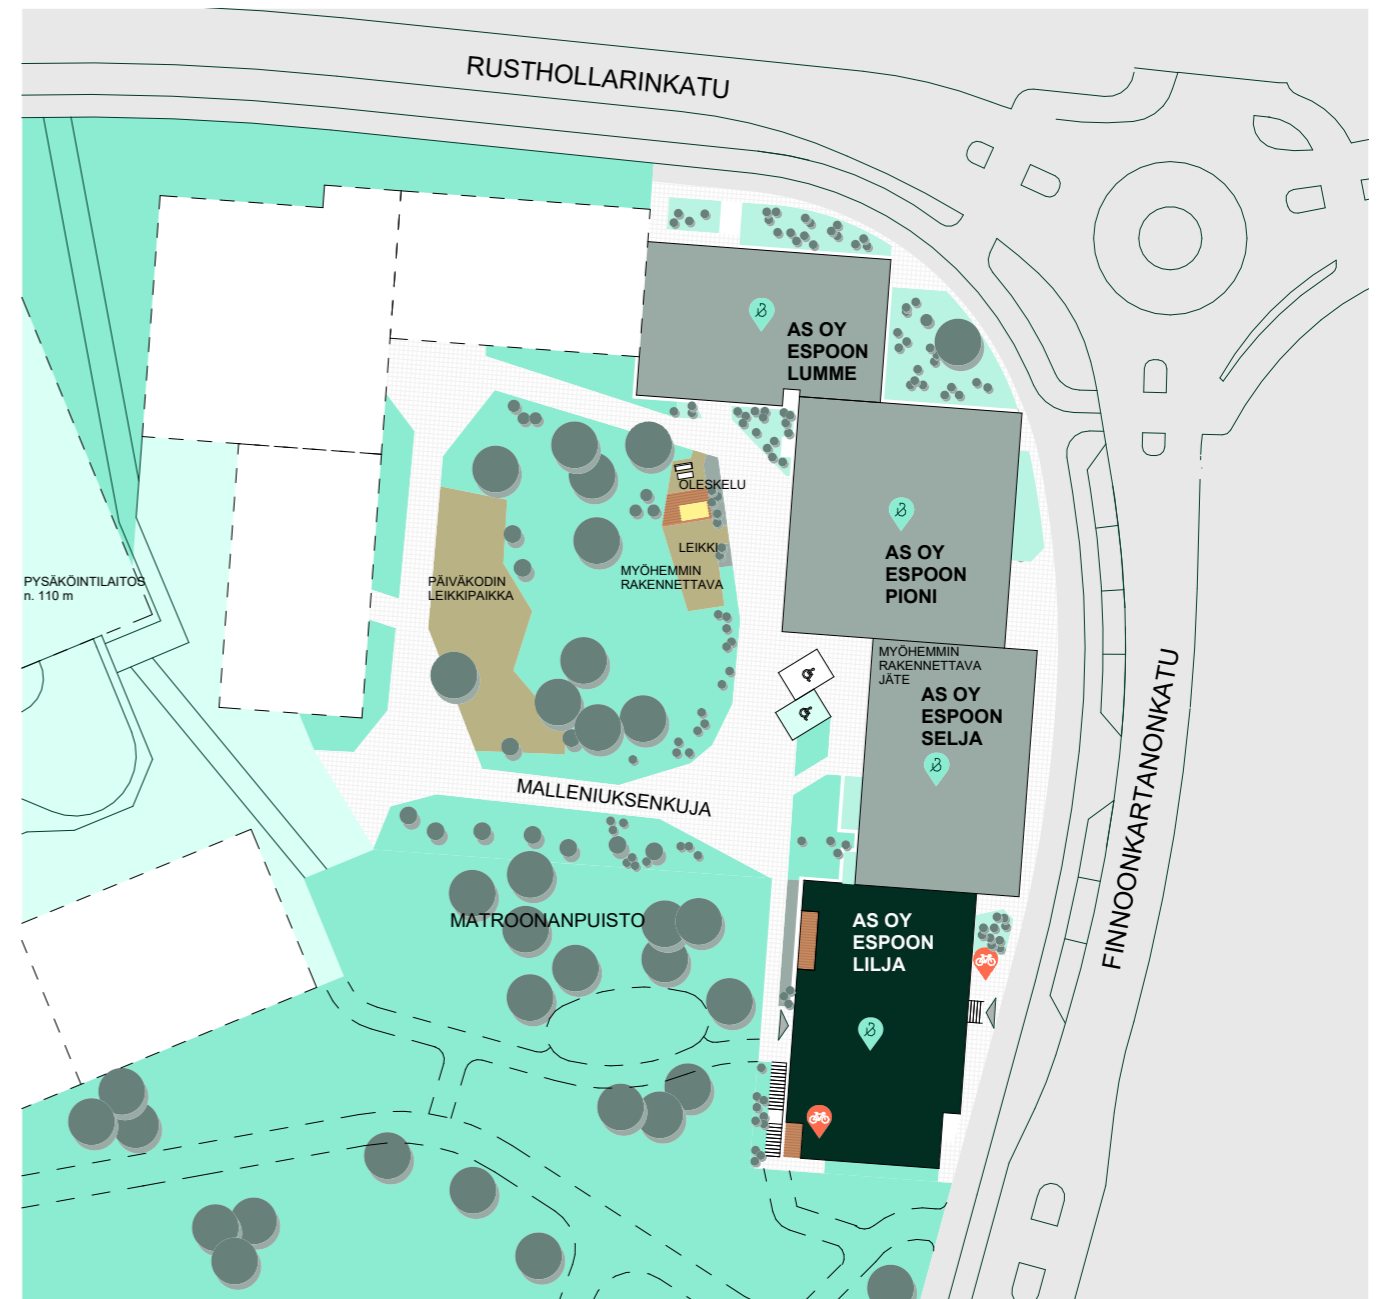 RUSTHOLLARINKATU
AS OY
ESPOON
LUMME
OLESKELU
LEIKKI
MYÖHEMMIN
RAKENNETTAVA
PÄIVÄKODIN
LEIKKIPAIKKA
PYSÄKÖINTILAITOS
n. 110 m
AS OY
ESPOON
PIONI
MYÖHEMMIN
RAKENNETTAVA
JÄTE
AS OY
ESPOON
SELJA
MALLENIUKSENKUJA
FINNOONKARTANONKATU
MATROONANPUISTO
AS OY
ESPOON
LILJA